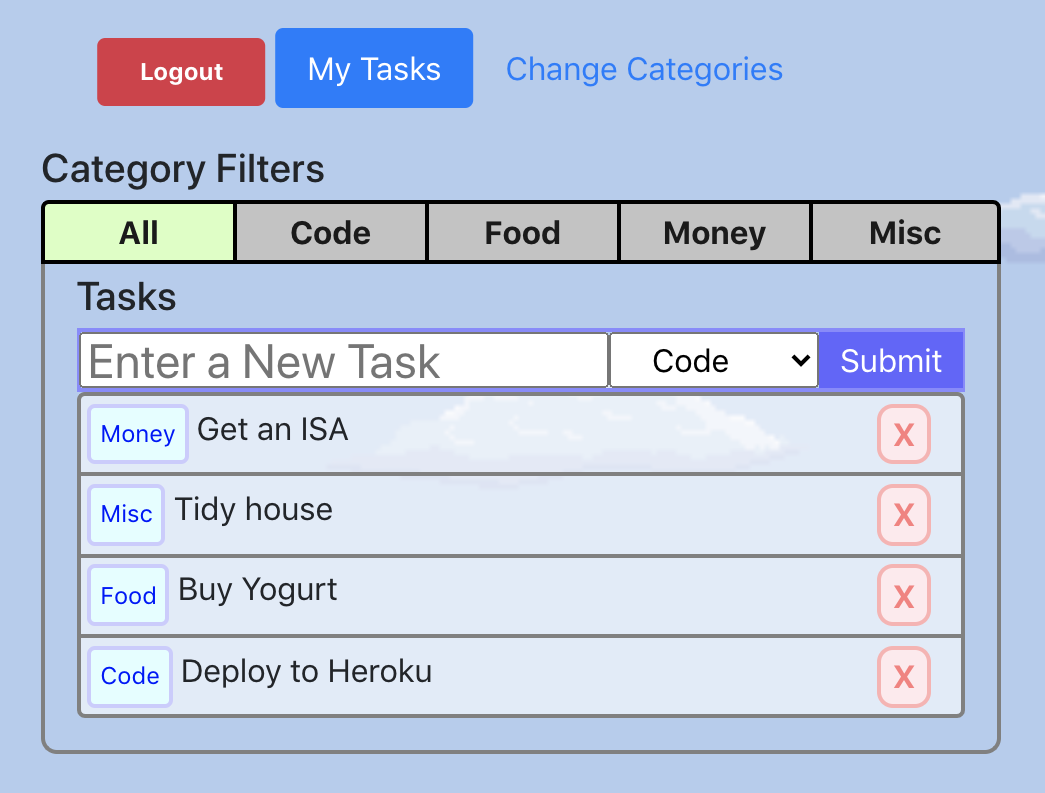 Logout My Tasks Change Categories
Category Filters
All Code Food Money Misc
Tasks
Enter a New Task Code Submit
Money Get an ISA X
Misc Tidy house X
Food Buy Yogurt X
Code Deploy to Heroku X